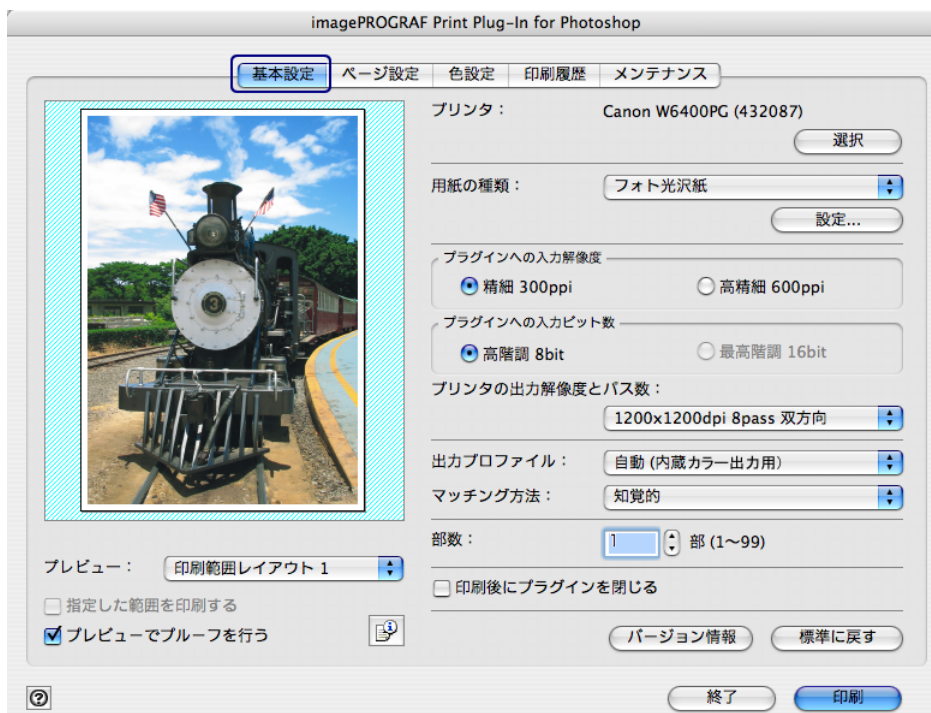 imagePROGRAF Print Plug-In for Photoshop
基本設定 ページ設定 色設定 印刷履歴 メンテナンス
プリンタ： Canon W6400PG (432087)
選択
用紙の種類： フォト光沢紙
設定...
プラグインへの入力解像度
精細 300ppi 高精細 600ppi
プラグインへの入力ビット数
高階調 8bit 最高階調 16bit
プリンタの出力解像度とパス数：
1200x1200dpi 8pass 双方向
出力プロファイル： 自動 (内蔵カラー出力用)
マッチング方法： 知覚的
部数： 1 部 (1〜99)
印刷後にプラグインを閉じる
バージョン情報 標準に戻す
プレビュー： 印刷範囲レイアウト 1
指定した範囲を印刷する
プレビューでプルーフを行う
3
? 終了 印刷